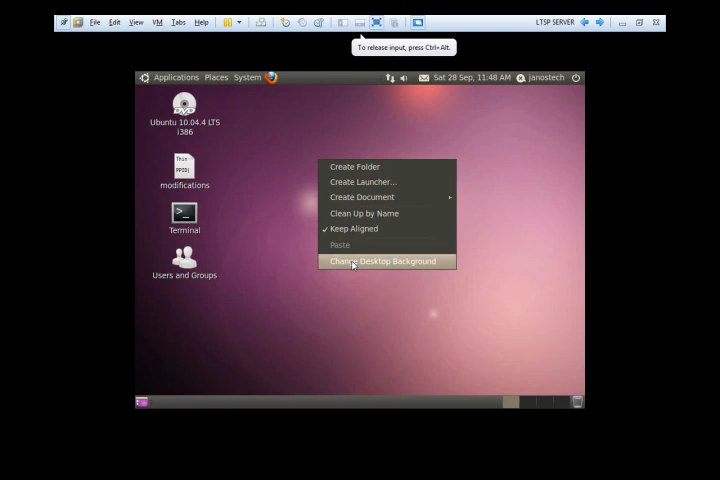 File Edit View VM Tabs Help LTSP SERVER
To release input, press Ctrl+Alt.
Applications Places System Sat 28 Sep, 11:48 AM janostech
Ubuntu 10.04.4 LTS
i386
Thin
PPID(
modifications
>_
Terminal
Users and Groups
Create Folder
Create Launcher...
Create Document
Clean Up by Name
Keep Aligned
Paste
Change Desktop Background